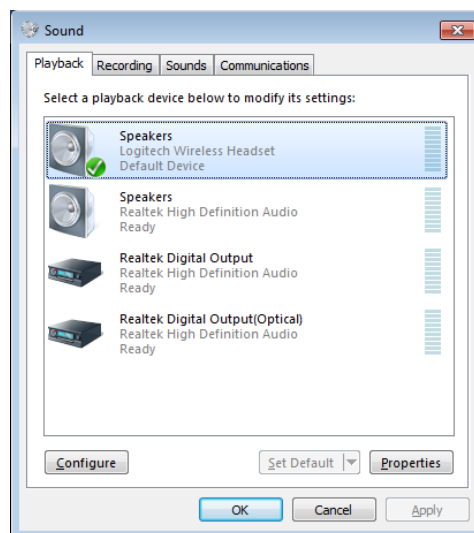 Sound
Playback Recording Sounds Communications
Select a playback device below to modify its settings:
Speakers
Logitech Wireless Headset
Default Device
Speakers
Realtek High Definition Audio
Ready
Realtek Digital Output
Realtek High Definition Audio
Ready
Realtek Digital Output(Optical)
Realtek High Definition Audio
Ready
Configure Set Default Properties
OK Cancel Apply